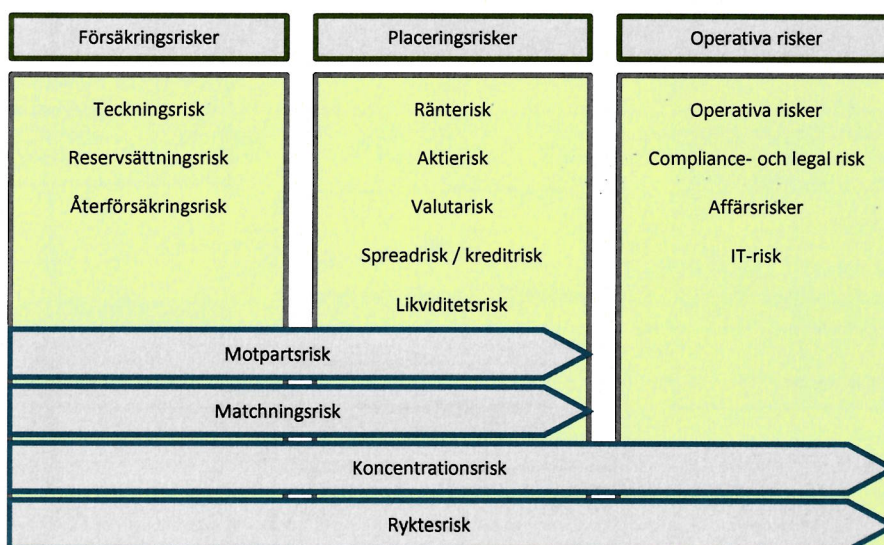 Försäkringsrisker
Placeringsrisker
Operativa risker
Teckningsrisk
Reservsättningsrisk
Återförsäkringsrisk
Ränterisk
Aktierisk
Valutarisk
Spreadrisk / kreditrisk
Likviditetsrisk
Operativa risker
Compliance- och legal risk
Affärsrisker
IT-risk
Motpartsrisk
Matchningsrisk
Koncentrationsrisk
Ryktesrisk